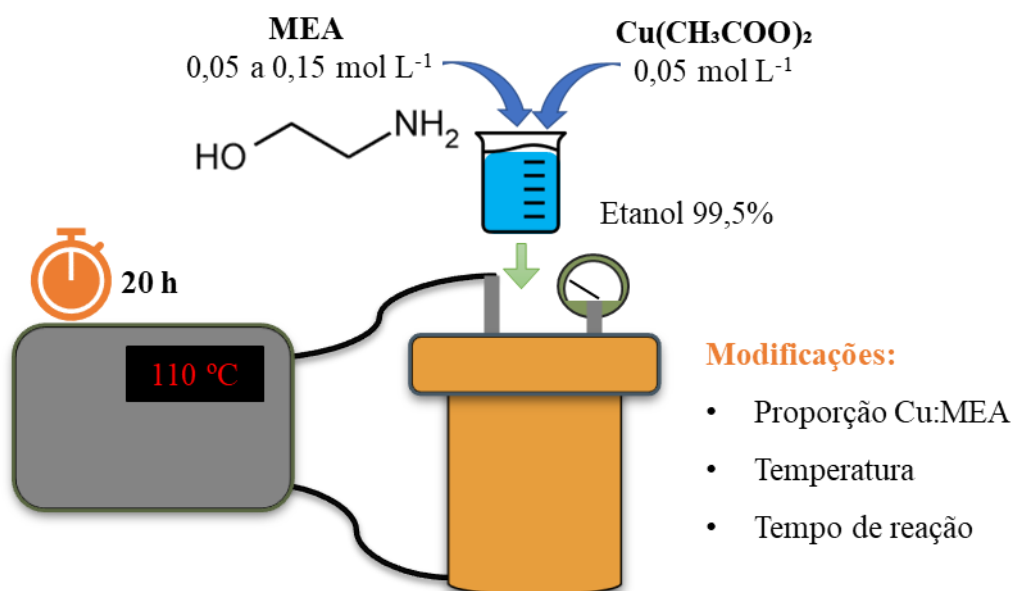 MEA
0,05 a 0,15 mol L⁻¹
Cu(CH₃COO)₂
0,05 mol L⁻¹
HO
NH₂
Etanol 99,5%
20 h
110 ºC
Modificações:
• Proporção Cu:MEA
• Temperatura
• Tempo de reação